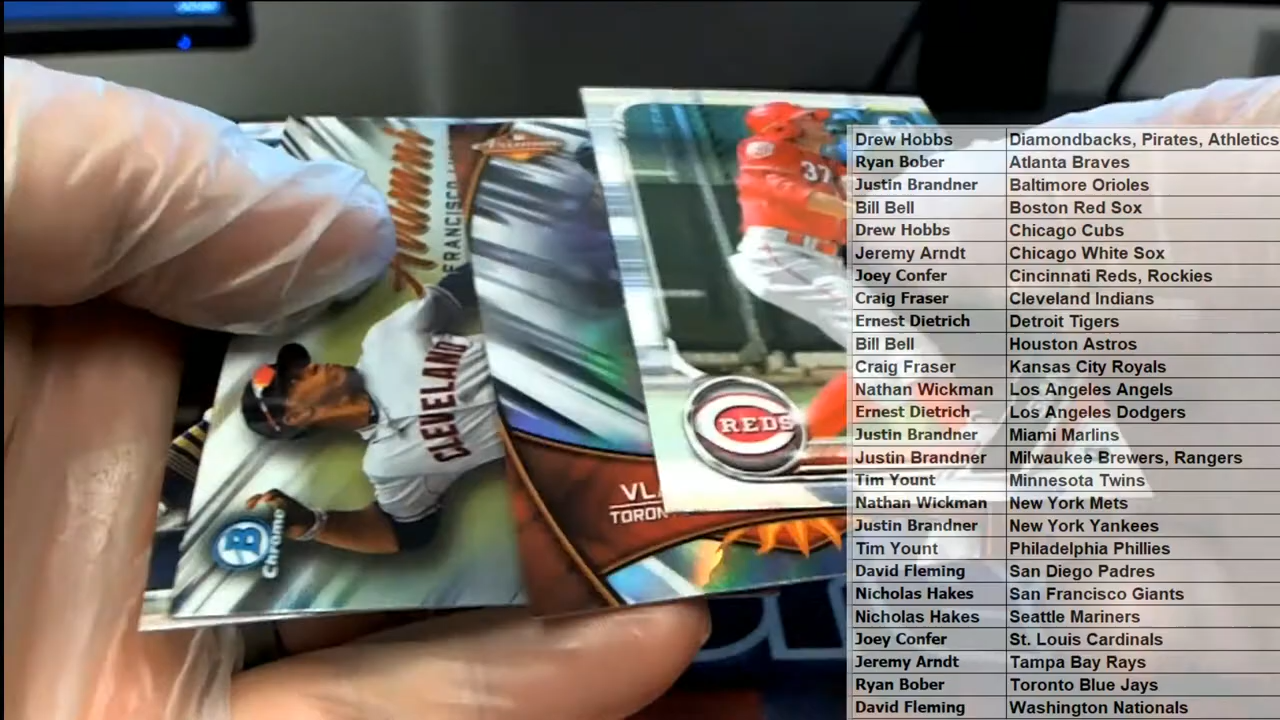 Alumni
FRANCISCO
CLEVELAND
B
Chrome
VL
TORON
37
REDS
Drew Hobbs Diamondbacks, Pirates, Athletics
Ryan Bober Atlanta Braves
Justin Brandner Baltimore Orioles
Bill Bell Boston Red Sox
Drew Hobbs Chicago Cubs
Jeremy Arndt Chicago White Sox
Joey Confer Cincinnati Reds, Rockies
Craig Fraser Cleveland Indians
Ernest Dietrich Detroit Tigers
Bill Bell Houston Astros
Craig Fraser Kansas City Royals
Nathan Wickman Los Angeles Angels
Ernest Dietrich Los Angeles Dodgers
Justin Brandner Miami Marlins
Justin Brandner Milwaukee Brewers, Rangers
Tim Yount Minnesota Twins
Nathan Wickman New York Mets
Justin Brandner New York Yankees
Tim Yount Philadelphia Phillies
David Fleming San Diego Padres
Nicholas Hakes San Francisco Giants
Nicholas Hakes Seattle Mariners
Joey Confer St. Louis Cardinals
Jeremy Arndt Tampa Bay Rays
Ryan Bober Toronto Blue Jays
David Fleming Washington Nationals